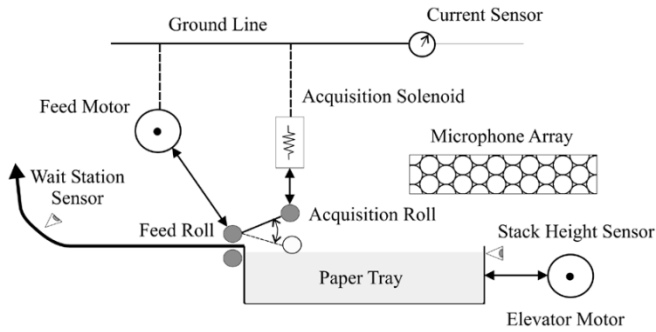 Ground Line
Current Sensor
Feed Motor
Acquisition Solenoid
Microphone Array
Wait Station
Sensor
Feed Roll
Acquisition Roll
Stack Height Sensor
Paper Tray
Elevator Motor